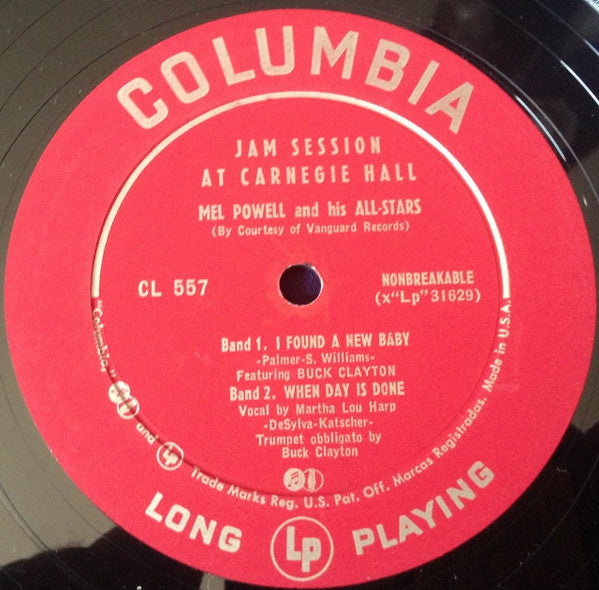 COLUMBIA
JAM SESSION
AT CARNEGIE HALL
MEL POWELL and his ALL-STARS
(By Courtesy of Vanguard Records)
CL 557
NONBREAKABLE
(x"Lp"31629)
Band 1. I FOUND A NEW BABY
-Palmer-S. Williams-
Featuring BUCK CLAYTON
Band 2. WHEN DAY IS DONE
Vocal by Martha Lou Harp
-DeSylva-Katscher-
Trumpet obbligato by
Buck Clayton
"Columbia," and LP Trade Marks Reg. U.S. Pat. Off. Marcas Registradas. Made in U.S.A.
LONG LP PLAYING